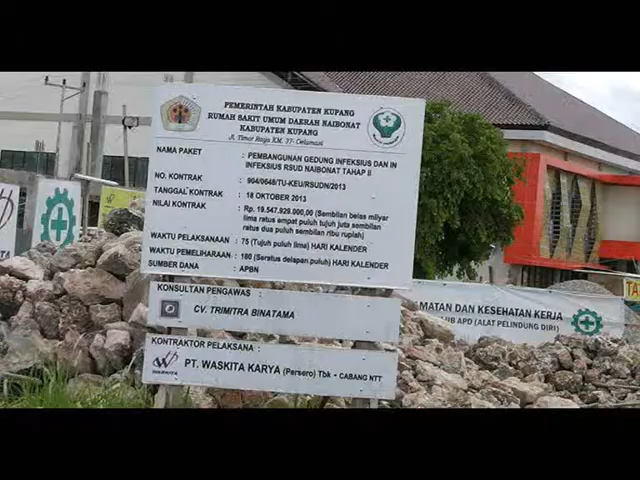 PEMERINTAH KABUPATEN KUPANG
RUMAH SAKIT UMUM DAERAH NAIBONAT
KABUPATEN KUPANG
Jl. Timor Raya KM. 37- Oelamasi
NAMA PAKET : PEMBANGUNAN GEDUNG INFEKSIUS DAN IN
INFEKSIUS RSUD NAIBONAT TAHAP II
NO. KONTRAK : 904/0648/TU-KEU/RSUDN/2013
TANGGAL KONTRAK : 18 OKTOBER 2013
NILAI KONTRAK : Rp. 19.547.929.000,00 (Sembilan belas milyar
lima ratus empat puluh tujuh juta sembilan
ratus dua puluh sembilan ribu rupiah)
WAKTU PELAKSANAAN : 75 (Tujuh puluh lima) HARI KALENDER
WAKTU PEMELIHARAAN : 180 (Seratus delapan puluh) HARI KALENDER
SUMBER DANA : APBN
KONSULTAN PENGAWAS :
CV. TRIMITRA BINATAMA
KONTRAKTOR PELAKSANA :
WASKITA
PT. WASKITA KARYA (Persero) Tbk - CABANG NTT
MATAN DAN KESEHATAN KERJA
JIB APD (ALAT PELINDUNG DIRI)